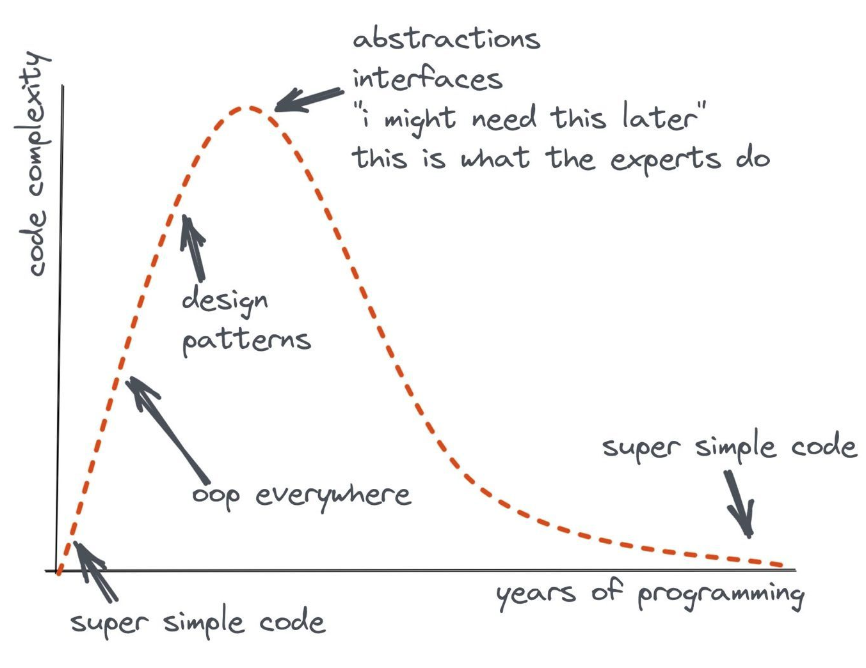 abstractions
interfaces
"i might need this later"
this is what the experts do
code complexity
design
patterns
oop everywhere
super simple code
super simple code
years of programming